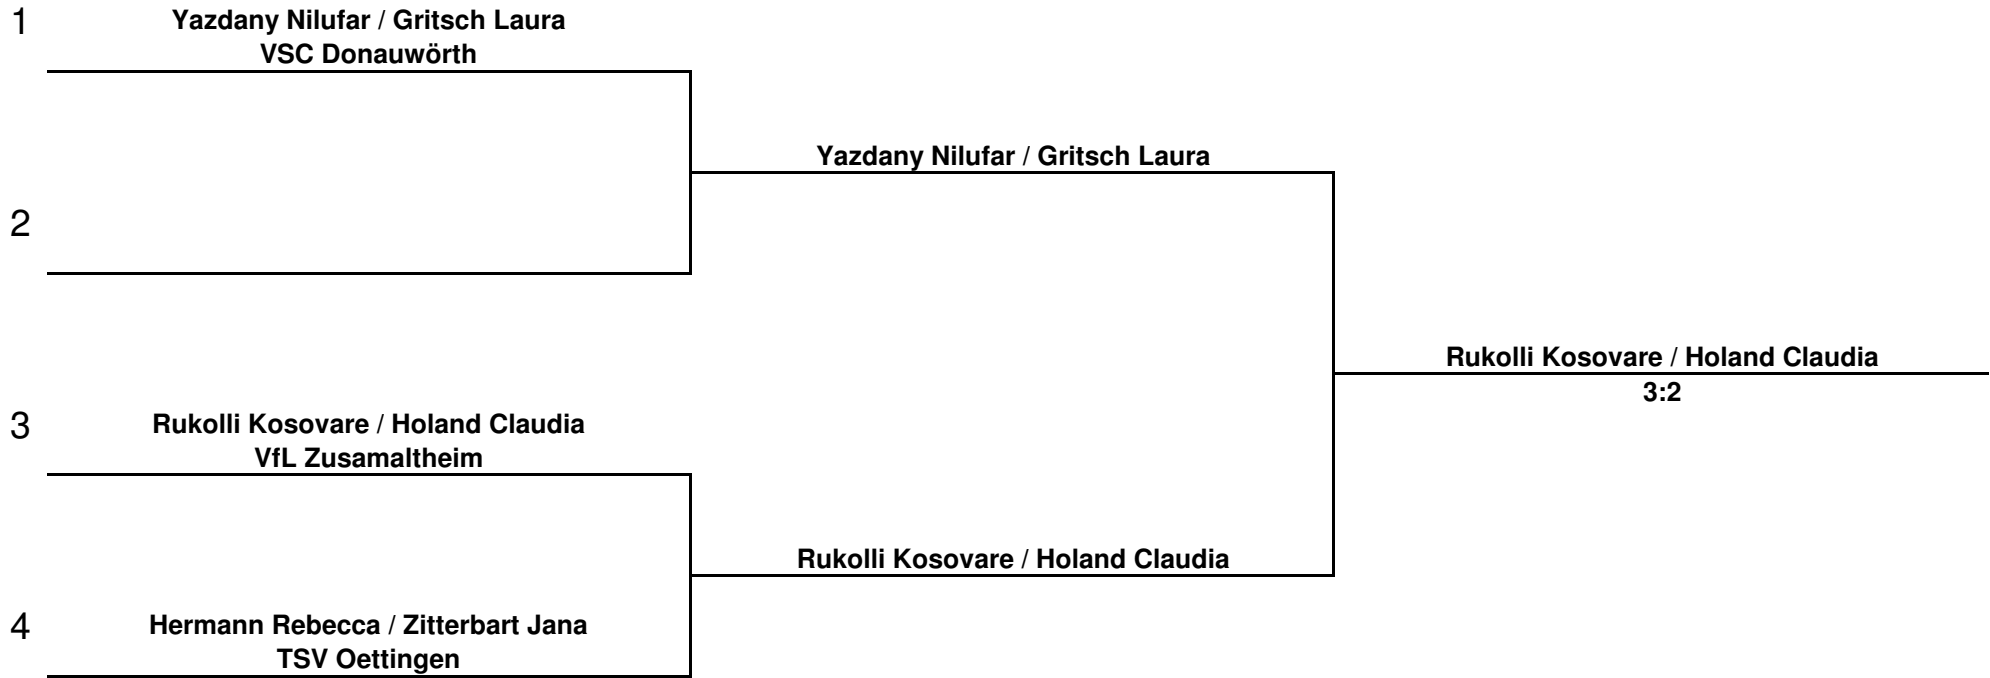 1
Yazdany Nilufar / Gritsch Laura
VSC Donauwörth
Yazdany Nilufar / Gritsch Laura
2
Rukolli Kosovare / Holand Claudia
3:2
3
Rukolli Kosovare / Holand Claudia
VfL Zusamaltheim
Rukolli Kosovare / Holand Claudia
4
Hermann Rebecca / Zitterbart Jana
TSV Oettingen